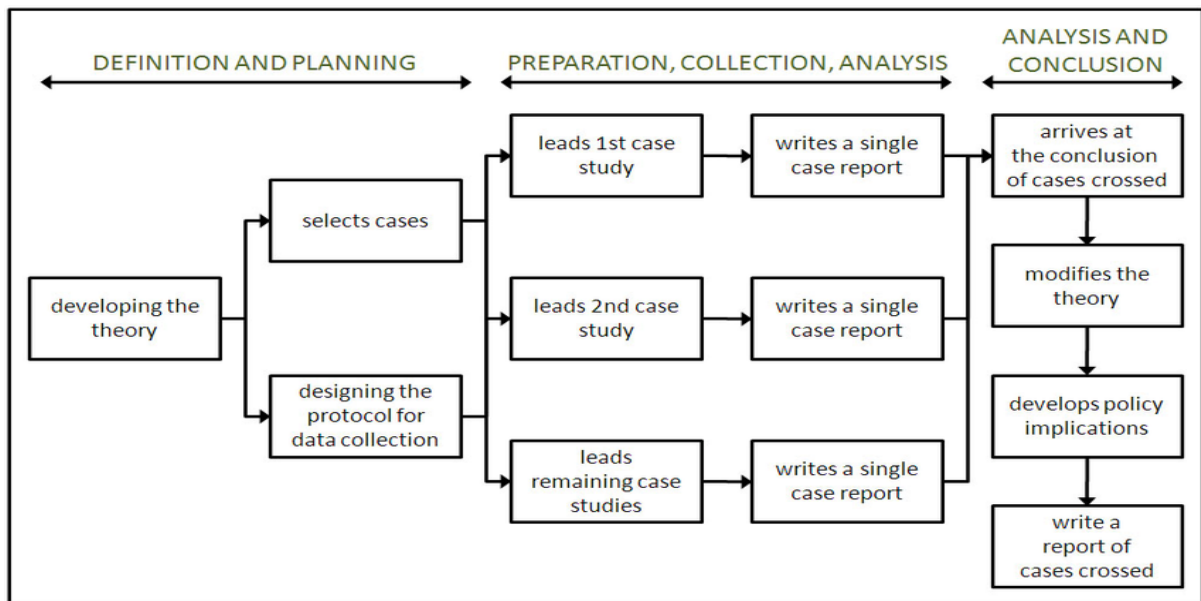 DEFINITION AND PLANNING
PREPARATION, COLLECTION, ANALYSIS
ANALYSIS AND
CONCLUSION
developing the
theory
selects cases
designing the
protocol for
data collection
leads 1st case
study
writes a single
case report
leads 2nd case
study
writes a single
case report
leads
remaining case
studies
writes a single
case report
arrives at
the conclusion
of cases crossed
modifies the
theory
develops policy
implications
write a
report of
cases crossed